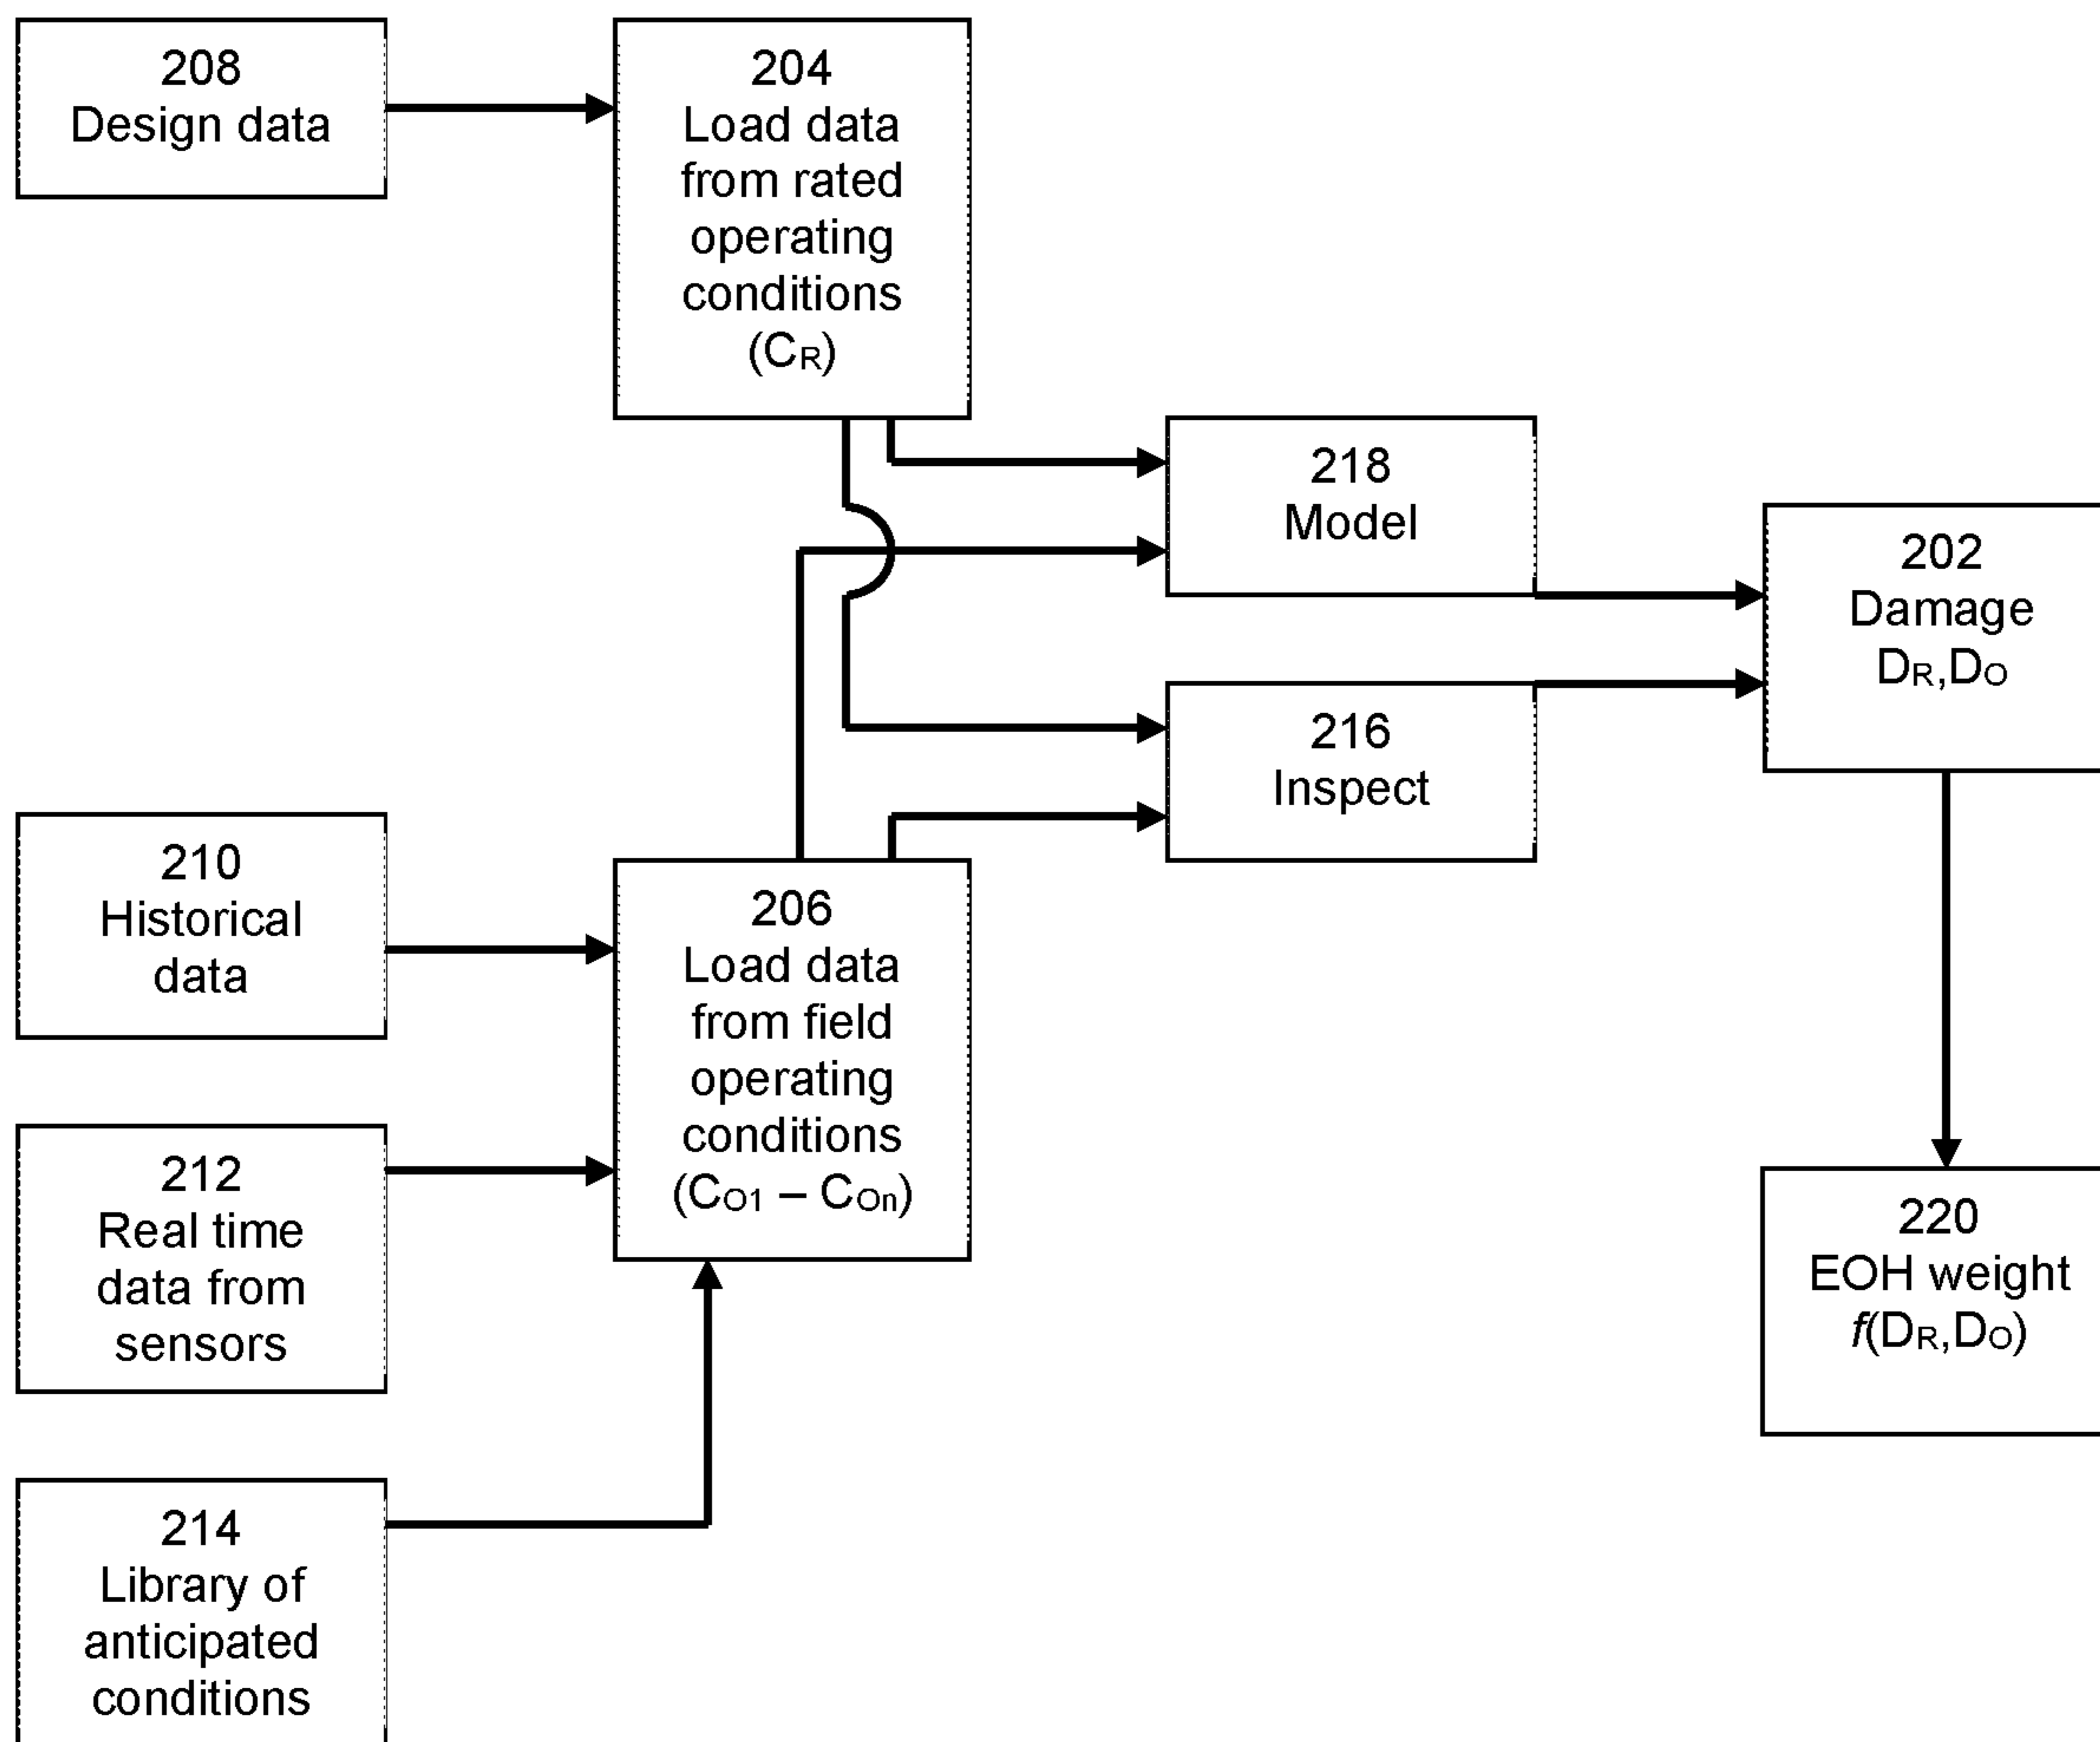 208
Design data
204
Load data
from rated
operating
conditions
(CR)
218
Model
202
Damage
DR,DO
216
Inspect
210
Historical
data
206
Load data
from field
operating
conditions
(CO1 – COn)
212
Real time
data from
sensors
220
EOH weight
f(DR,DO)
214
Library of
anticipated
conditions